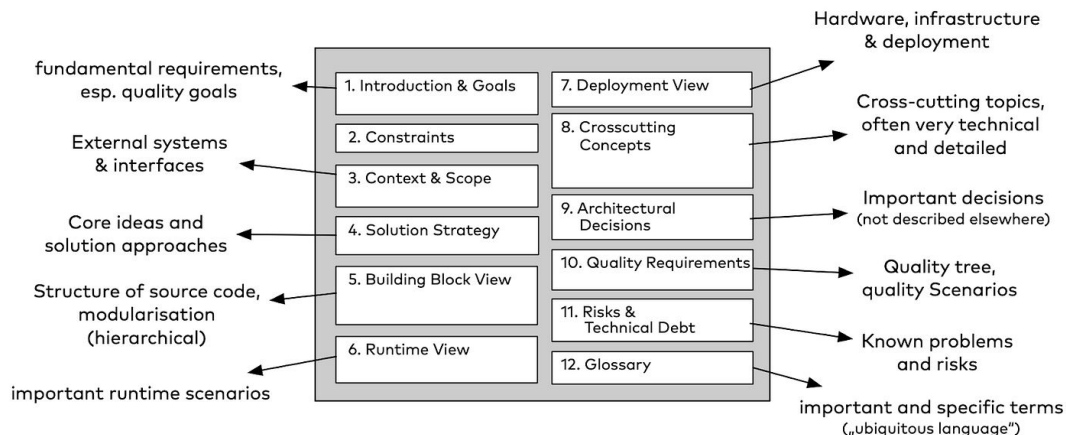 fundamental requirements,
esp. quality goals
External systems
& interfaces
Core ideas and
solution approaches
Structure of source code,
modularisation
(hierarchical)
important runtime scenarios
1. Introduction & Goals
2. Constraints
3. Context & Scope
4. Solution Strategy
5. Building Block View
6. Runtime View
7. Deployment View
8. Crosscutting
Concepts
9. Architectural
Decisions
10. Quality Requirements
11. Risks &
Technical Debt
12. Glossary
Hardware, infrastructure
& deployment
Cross-cutting topics,
often very technical
and detailed
Important decisions
(not described elsewhere)
Quality tree,
quality Scenarios
Known problems
and risks
important and specific terms
(„ubiquitous language“)